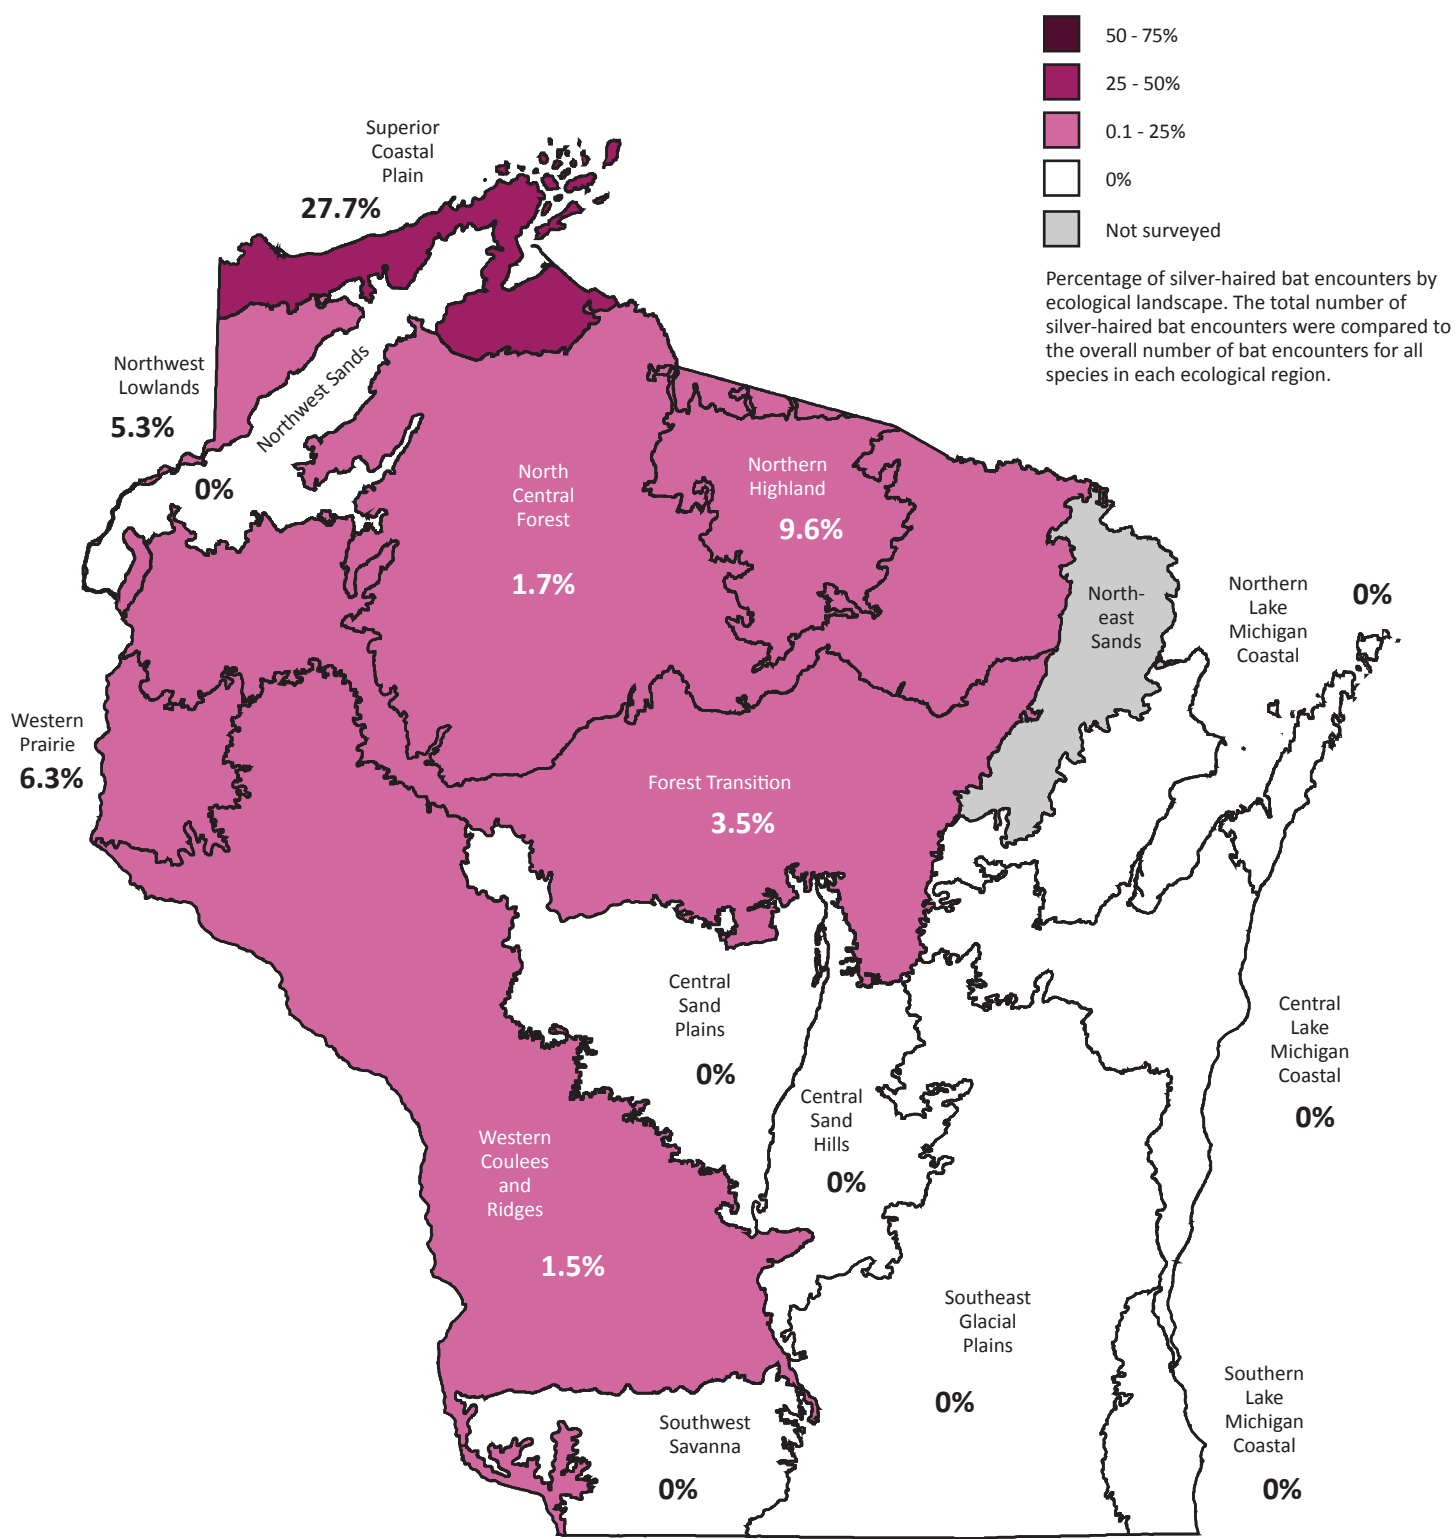 50 - 75%
25 - 50%
0.1 - 25%
0%
Not surveyed
Percentage of silver-haired bat encounters by
ecological landscape. The total number of
silver-haired bat encounters were compared to
the overall number of bat encounters for all
species in each ecological region.
Superior
Coastal
Plain
27.7%
Northwest
Lowlands
5.3%
Northwest Sands
0%
North
Central
Forest
1.7%
Northern
Highland
9.6%
North-
east
Sands
Northern
Lake
Michigan
Coastal
0%
Western
Prairie
6.3%
Forest Transition
3.5%
Central
Sand
Plains
0%
Central
Sand
Hills
0%
Central
Lake
Michigan
Coastal
0%
Western
Coulees
and
Ridges
1.5%
Southeast
Glacial
Plains
0%
Southwest
Savanna
0%
Southern
Lake
Michigan
Coastal
0%